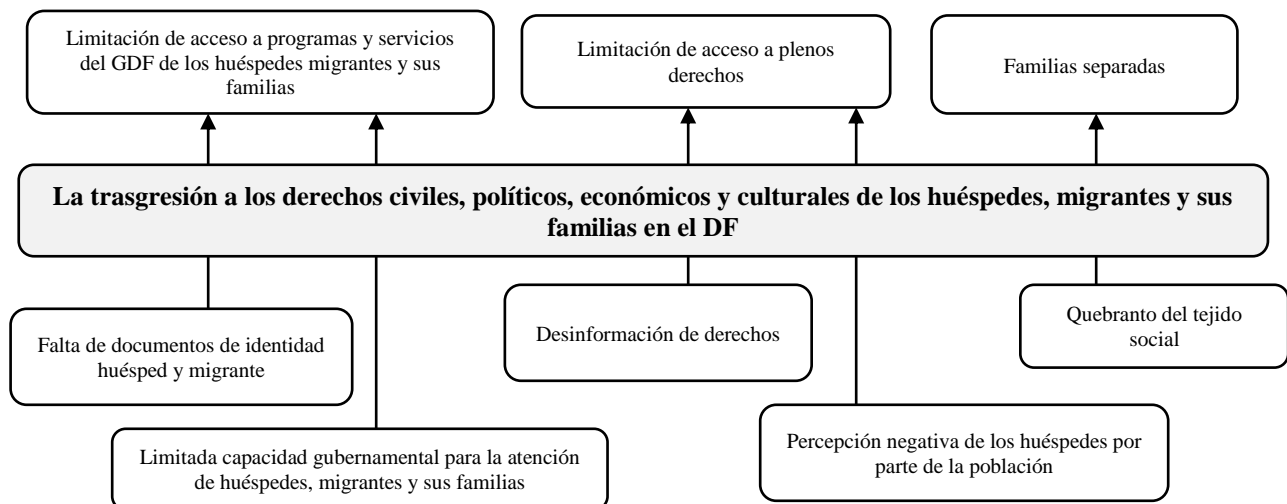 Limitación de acceso a programas y servicios
del GDF de los huéspedes migrantes y sus
familias
Limitación de acceso a plenos
derechos
Familias separadas
La trasgresión a los derechos civiles, políticos, económicos y culturales de los huéspedes, migrantes y sus
familias en el DF
Falta de documentos de identidad
huésped y migrante
Desinformación de derechos
Quebranto del tejido
social
Limitada capacidad gubernamental para la atención
de huéspedes, migrantes y sus familias
Percepción negativa de los huéspedes por
parte de la población